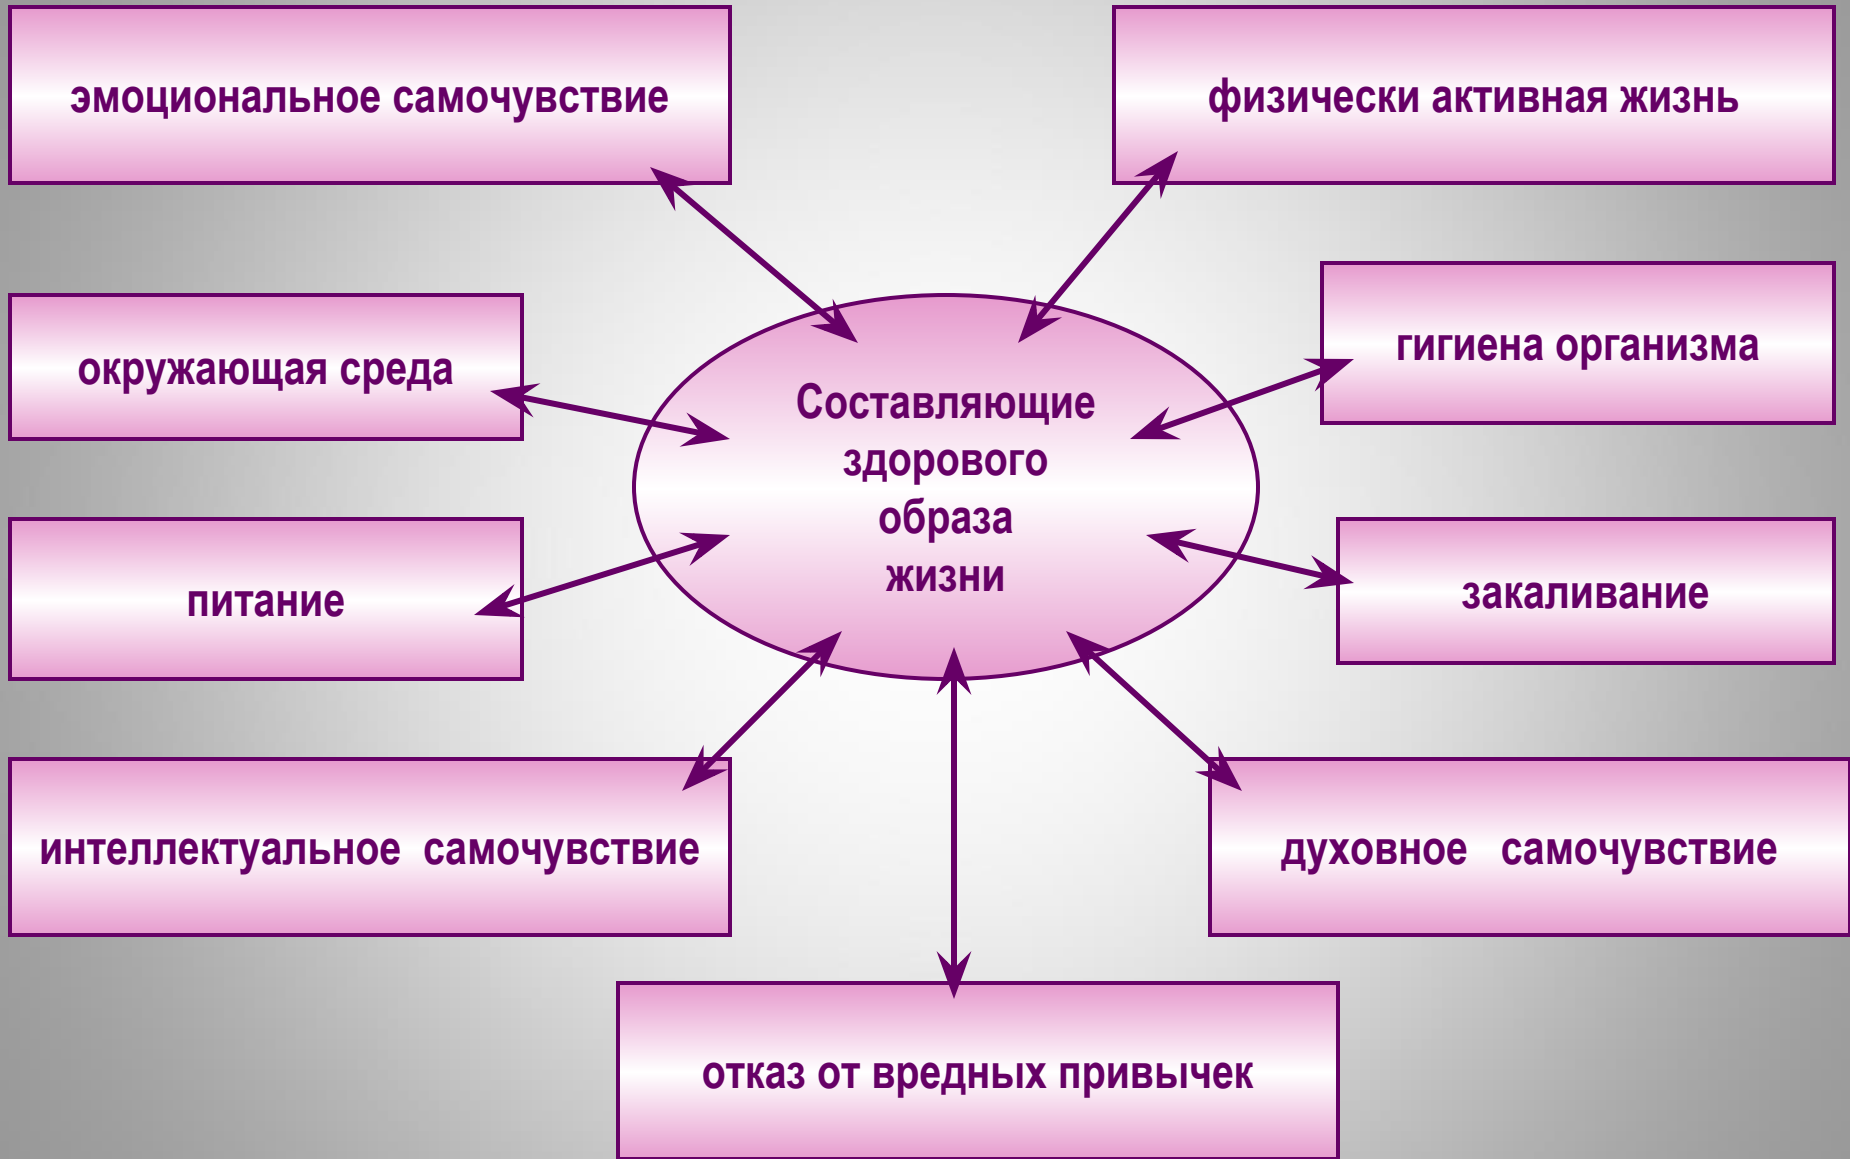 эмоциональное самочувствие
физически активная жизнь
окружающая среда
гигиена организма
Составляющие
здорового
образа
жизни
питание
закаливание
интеллектуальное самочувствие
духовное самочувствие
отказ от вредных привычек